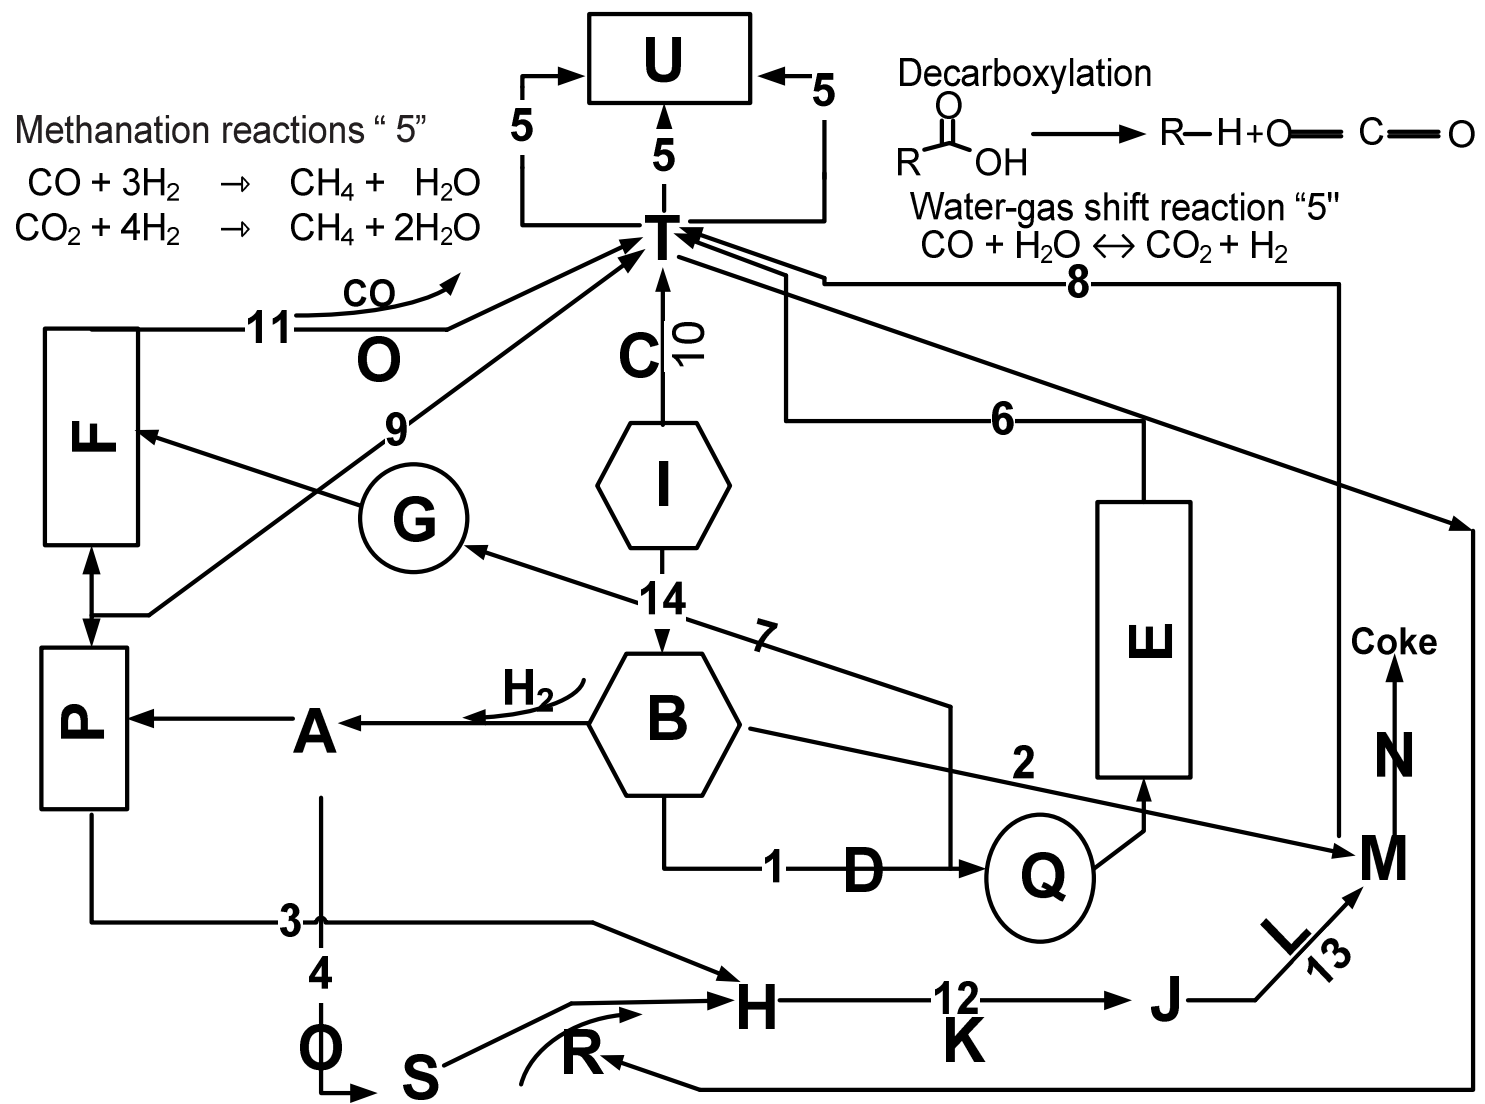 U
Decarboxylation
5
5
Methanation reactions “ 5”
O
R
OH
R H+O C O
5
CO + 3H2 → CH4 + H2O
CO2 + 4H2 → CH4 + 2H2O
Water-gas shift reaction “5"
CO + H2O ↔ CO2 + H2
T
8
CO
11
O
C
10
6
9
F
I
G
14
7
E
Coke
H2
P
A
B
2
N
1
D
Q
M
3
4
L
13
H
12
J
K
O
S
R